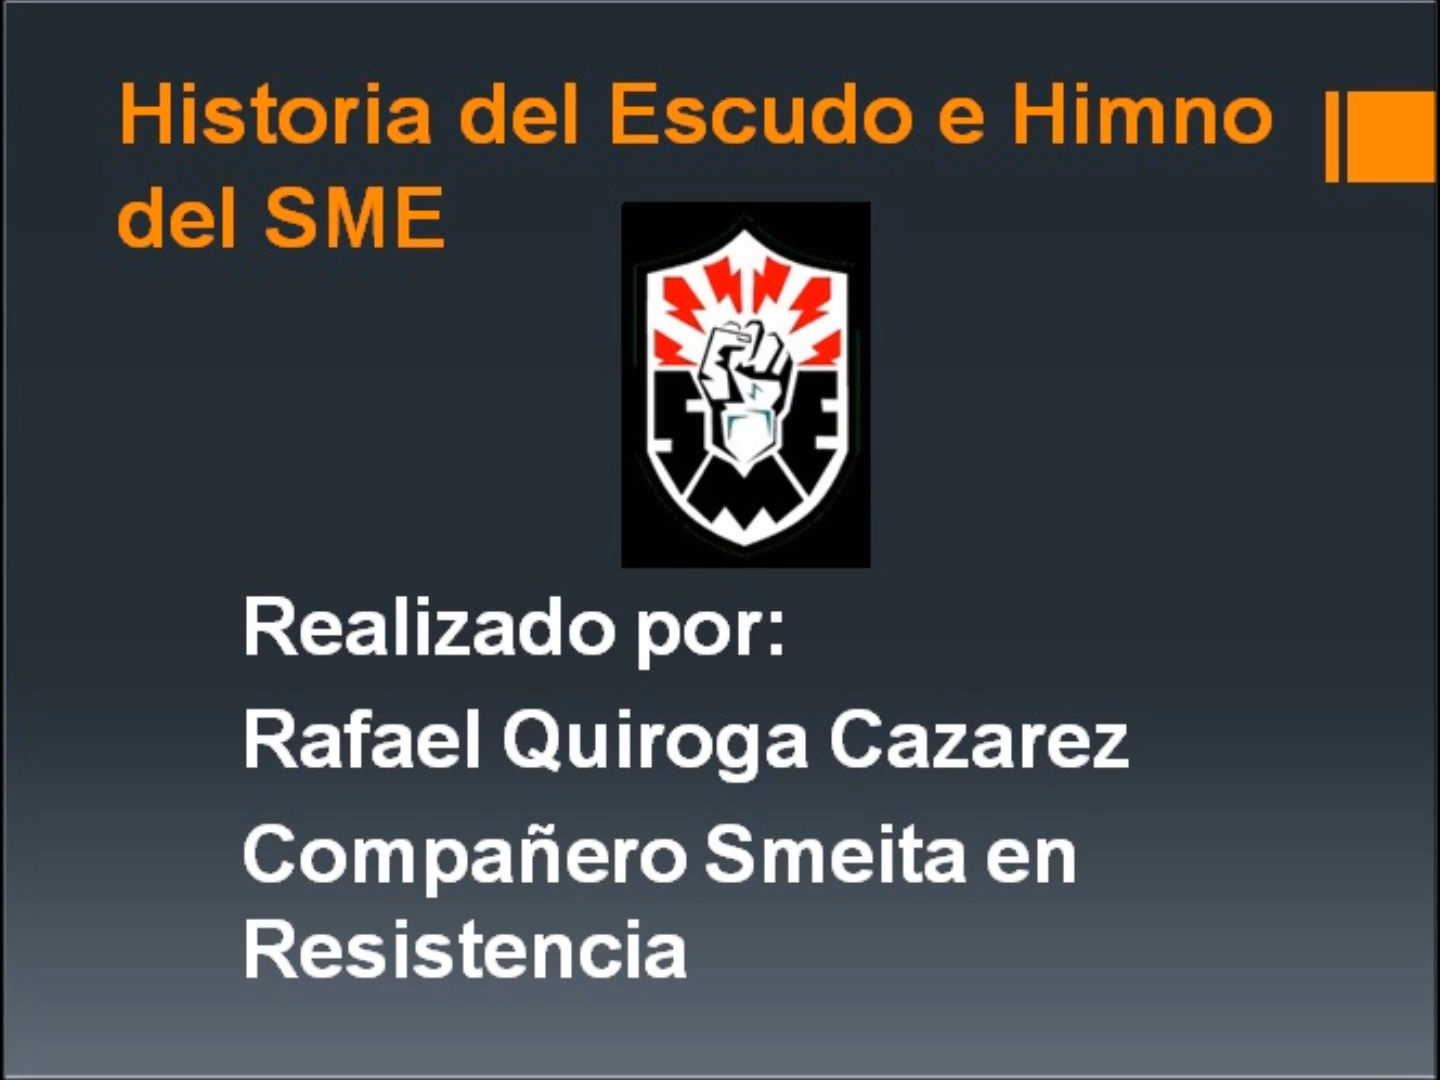 Historia del Escudo e Himno
del SME
Realizado por:
Rafael Quiroga Cazarez
Compañero Smeita en
Resistencia